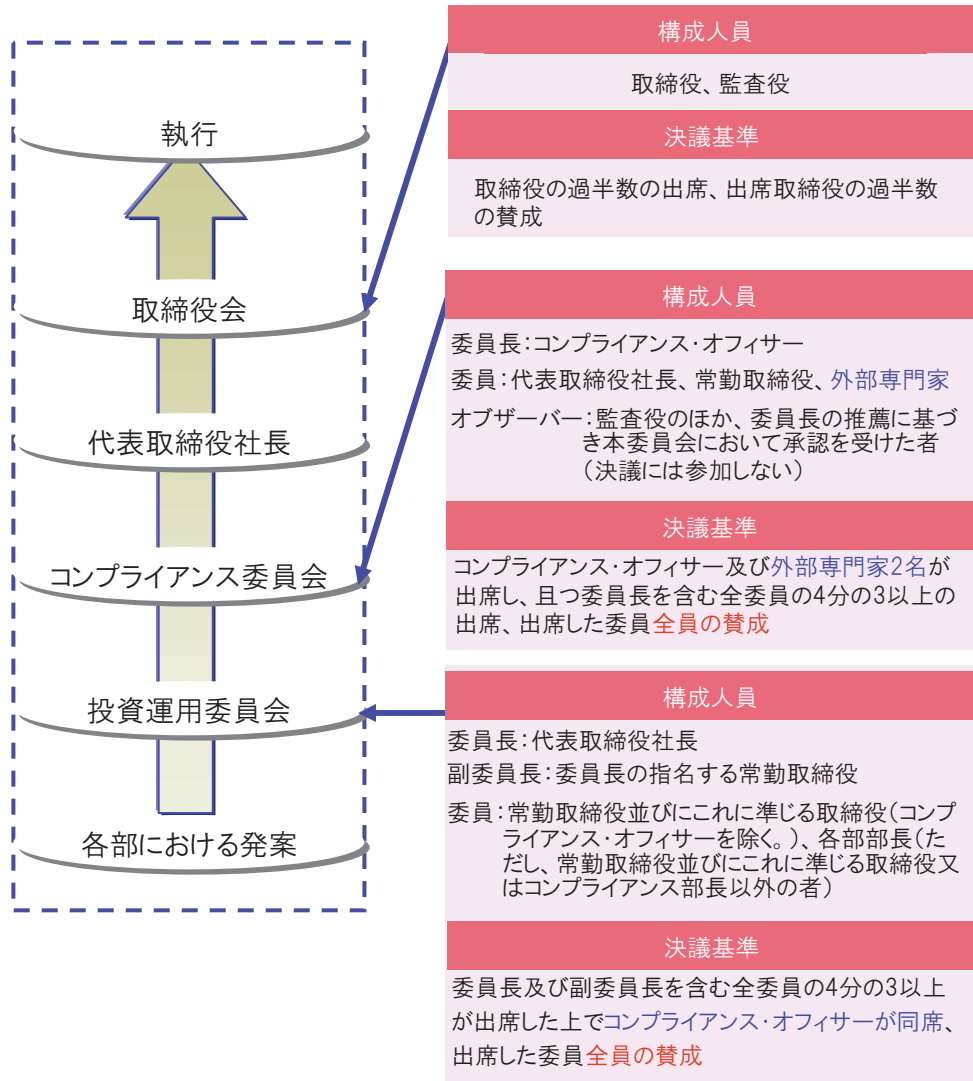 執行
取締役会
代表取締役社長
コンプライアンス委員会
投資運用委員会
各部における発案
構成人員
取締役、監査役
決議基準
取締役の過半数の出席、出席取締役の過半数
の賛成
構成人員
委員長：コンプライアンス・オフィサー
委員：代表取締役社長、常勤取締役、外部専門家
オブザーバー：監査役のほか、委員長の推薦に基づ
き本委員会において承認を受けた者
（決議には参加しない）
決議基準
コンプライアンス・オフィサー及び外部専門家2名が
出席し、且つ委員長を含む全委員の4分の3以上の
出席、出席した委員全員の賛成
構成人員
委員長：代表取締役社長
副委員長：委員長の指名する常勤取締役
委員：常勤取締役並びにこれに準じる取締役（コンプ
ライアンス・オフィサーを除く。）、各部部長（た
だし、常勤取締役並びにこれに準じる取締役又
はコンプライアンス部長以外の者）
決議基準
委員長及び副委員長を含む全委員の4分の3以上
が出席した上でコンプライアンス・オフィサーが同席、
出席した委員全員の賛成